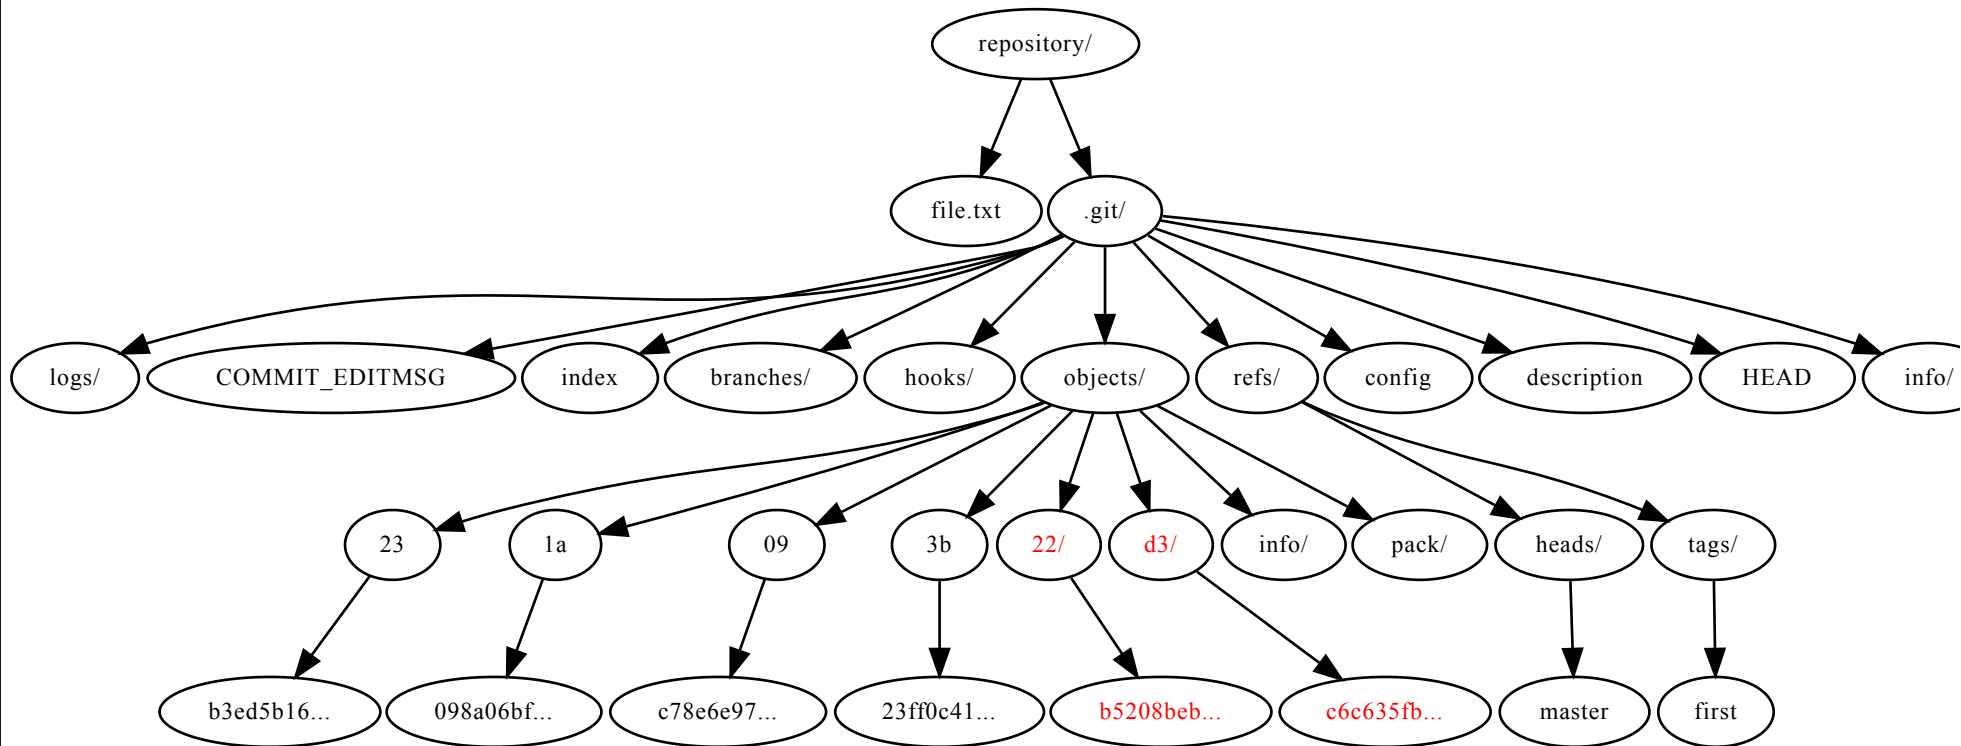 repository/
file.txt
.git/
logs/
COMMIT_EDITMSG
index
branches/
hooks/
objects/
refs/
config
description
HEAD
info/
23
1a
09
3b
22/
d3/
info/
pack/
heads/
tags/
b3ed5b16...
098a06bf...
c78e6e97...
23ff0c41...
b5208beb...
c6c635fb...
master
first